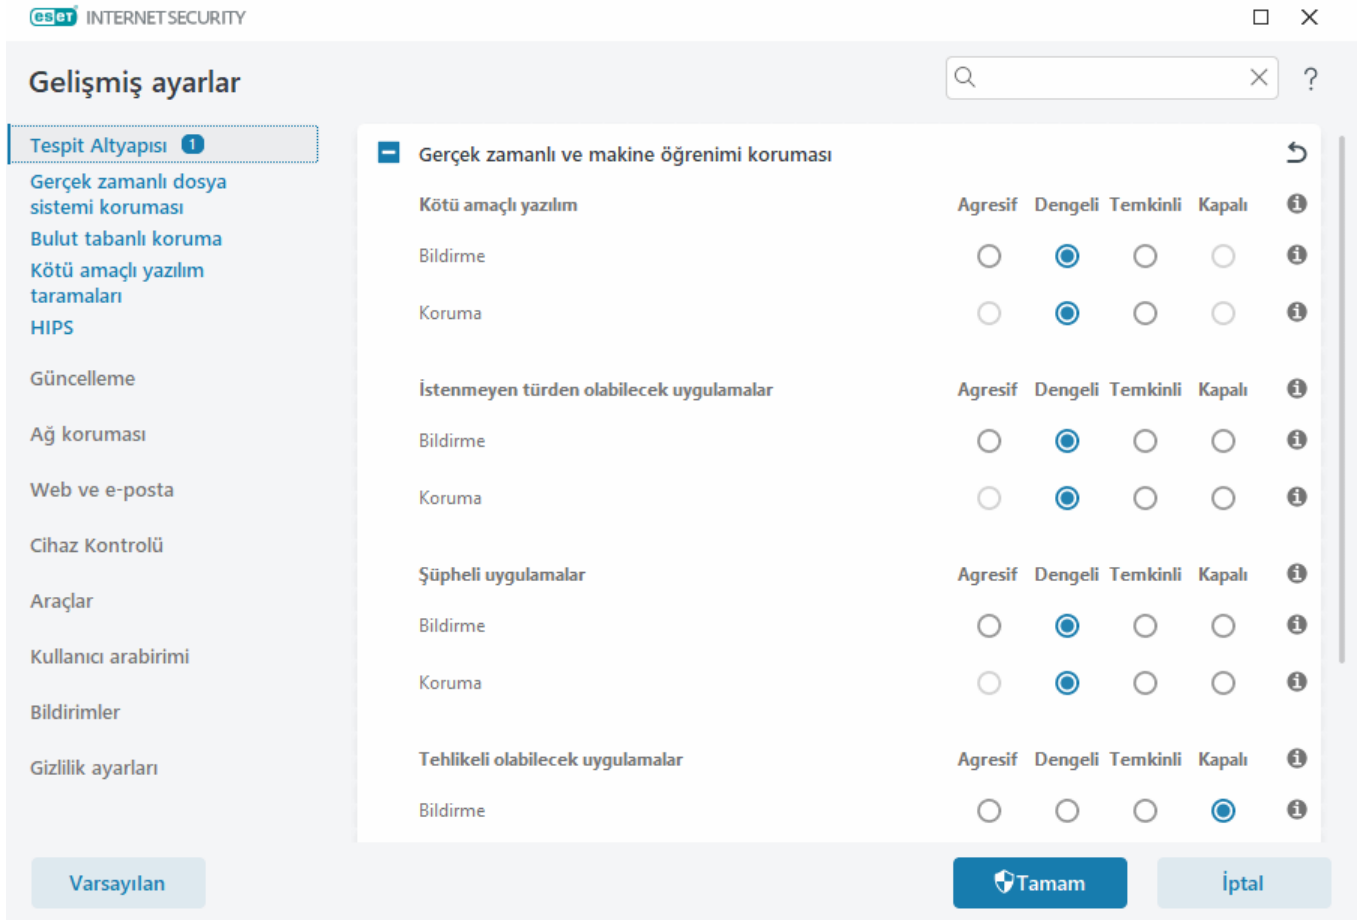 eset INTERNET SECURITY
Gelişmiş ayarlar
?
Tespit Altyapısı 1
Gerçek zamanlı dosya
sistemi koruması
Bulut tabanlı koruma
Kötü amaçlı yazılım
taramaları
HIPS
Güncelleme
Ağ koruması
Web ve e-posta
Cihaz Kontrolü
Araçlar
Kullanıcı arabirimi
Bildirimler
Gizlilik ayarları
Gerçek zamanlı ve makine öğrenimi koruması
Kötü amaçlı yazılım Agresif Dengeli Temkinli Kapalı
Bildirme
Koruma
İstenmeyen türden olabilecek uygulamalar Agresif Dengeli Temkinli Kapalı
Bildirme
Koruma
Şüpheli uygulamalar Agresif Dengeli Temkinli Kapalı
Bildirme
Koruma
Tehlikeli olabilecek uygulamalar Agresif Dengeli Temkinli Kapalı
Bildirme
Varsayılan
Tamam
İptal